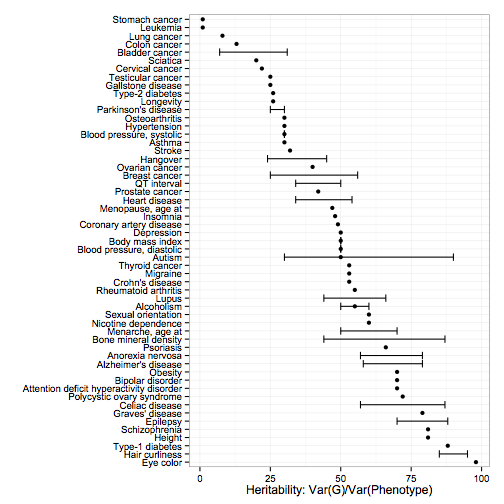 Stomach cancer
Leukemia
Lung cancer
Colon cancer
Bladder cancer
Sciatica
Cervical cancer
Testicular cancer
Gallstone disease
Type-2 diabetes
Longevity
Parkinson's disease
Osteoarthritis
Hypertension
Blood pressure, systolic
Asthma
Stroke
Hangover
Ovarian cancer
Breast cancer
QT interval
Prostate cancer
Heart disease
Menopause, age at
Insomnia
Coronary artery disease
Depression
Body mass index
Blood pressure, diastolic
Autism
Thyroid cancer
Migraine
Crohn's disease
Rheumatoid arthritis
Lupus
Alcoholism
Sexual orientation
Nicotine dependence
Menarche, age at
Bone mineral density
Psoriasis
Anorexia nervosa
Alzheimer's disease
Obesity
Bipolar disorder
Attention deficit hyperactivity disorder
Polycystic ovary syndrome
Celiac disease
Graves' disease
Epilepsy
Schizophrenia
Height
Type-1 diabetes
Hair curliness
Eye color
0 25 50 75 100
Heritability: Var(G)/Var(Phenotype)